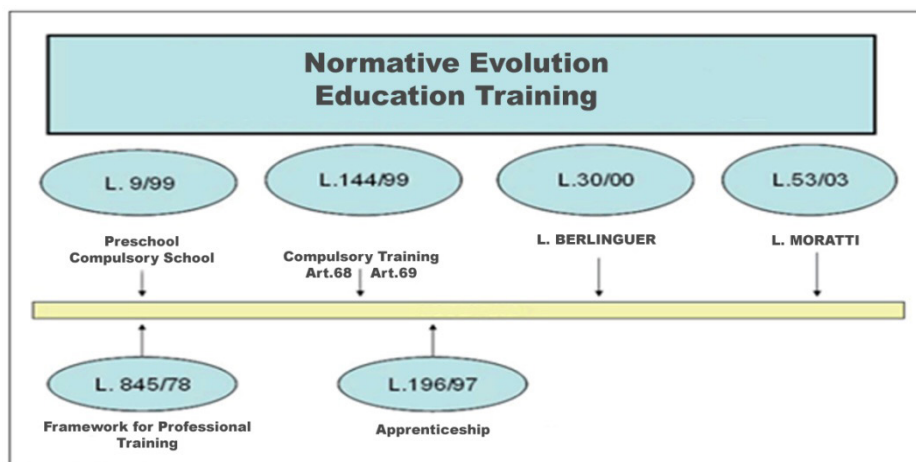 Normative Evolution
Education Training
L. 9/99
L.144/99
L.30/00
L.53/03
Preschool
Compulsory School
Compulsory Training
Art.68 Art.69
L. BERLINGUER
L. MORATTI
L. 845/78
L.196/97
Framework for Professional
Training
Apprenticeship